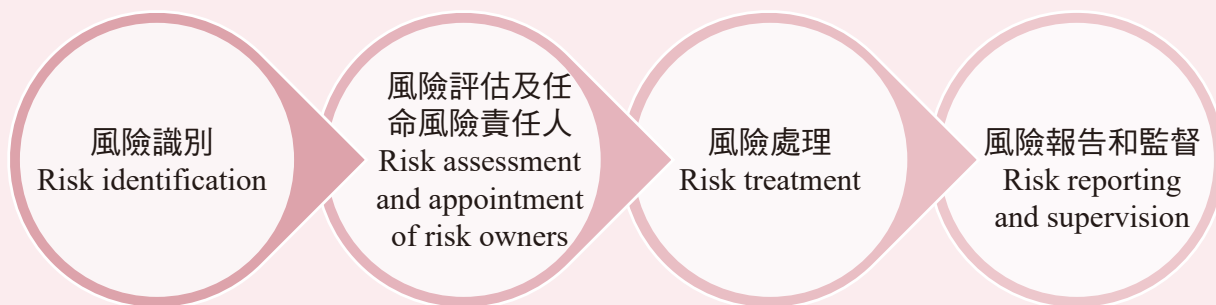 風險識別
Risk identification
風險評估及任
命風險責任人
Risk assessment
and appointment
of risk owners
風險處理
Risk treatment
風險報告和監督
Risk reporting
and supervision